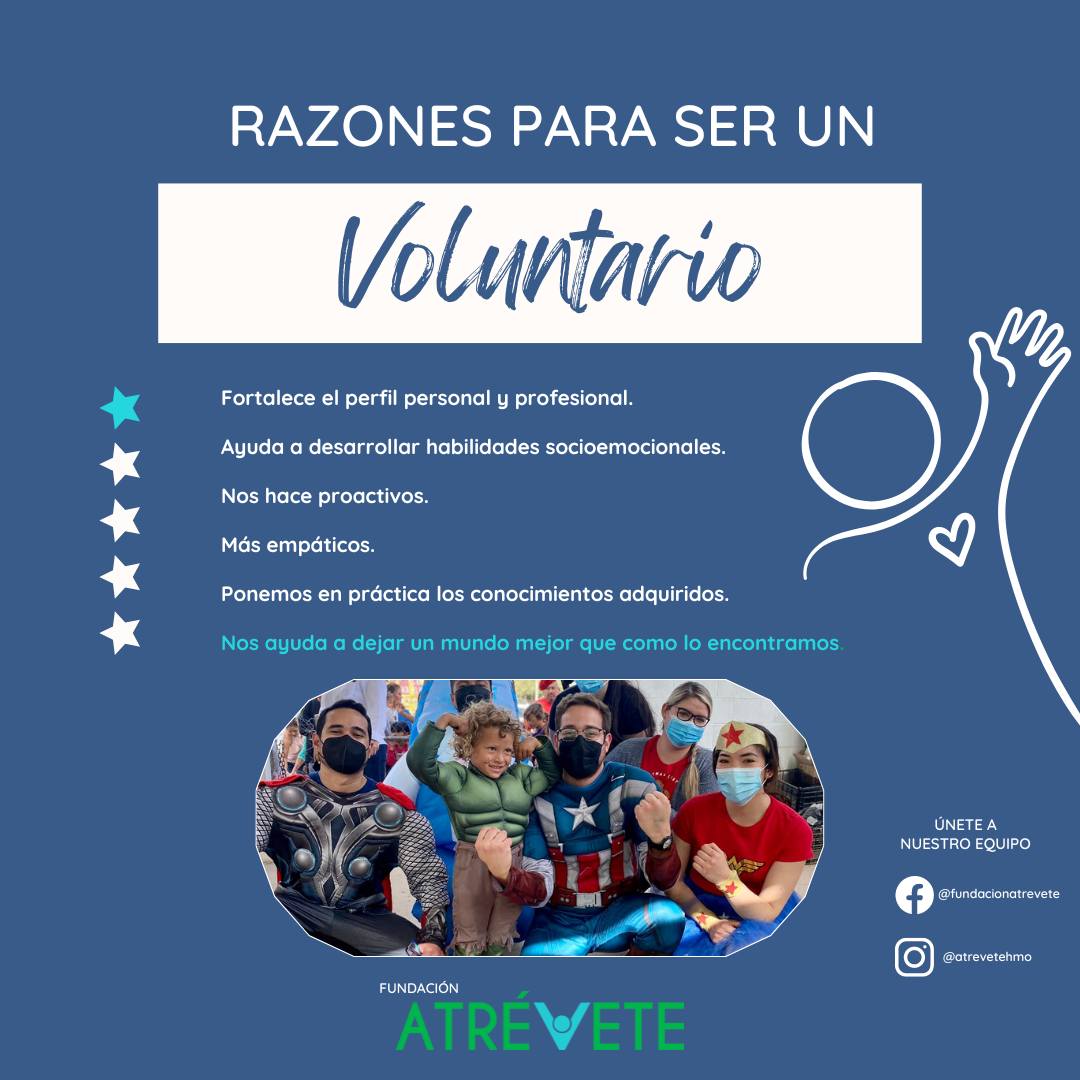 RAZONES PARA SER UN
Voluntario
Fortalece el perfil personal y profesional.
Ayuda a desarrollar habilidades socioemocionales.
Nos hace proactivos.
Más empáticos.
Ponemos en práctica los conocimientos adquiridos.
Nos ayuda a dejar un mundo mejor que como lo encontramos.
ÚNETE A
NUESTRO EQUIPO
@fundacionatrevete
@atrevetehmo
FUNDACIÓN
ATRÉVETE